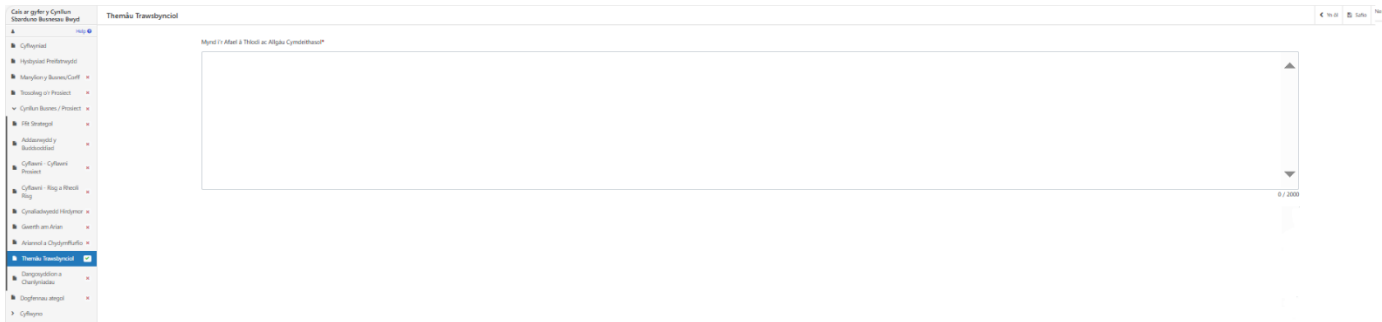 Cais ar gyfer y Cynllun
Sbarduno Busnesau Bwyd
Themâu Trawsbynciol
Yn ôl
Safio
Help
Cyflwyniad
Hysbysiad Preifatrwydd
Manylion y Busnes/Corff
Trosolwg o'r Prosiect
Cynllun Busnes / Prosiect
Ffit Strategol
Addasrwydd y
Buddsoddiad
Cyflawni - Cyflawni
Prosiect
Cyflawni - Risg a Rheoli
Risg
Cynaliadwyedd Hirdymor
Gwerth am Arian
Ariannol a Chydymffurfio
Themâu Trawsbynciol
Dangosyddion a
Chanlyniadau
Dogfennau ategol
Cyflwyno
Mynd i'r Afael â Thlodi ac Allgáu Cymdeithasol*
0 / 2000